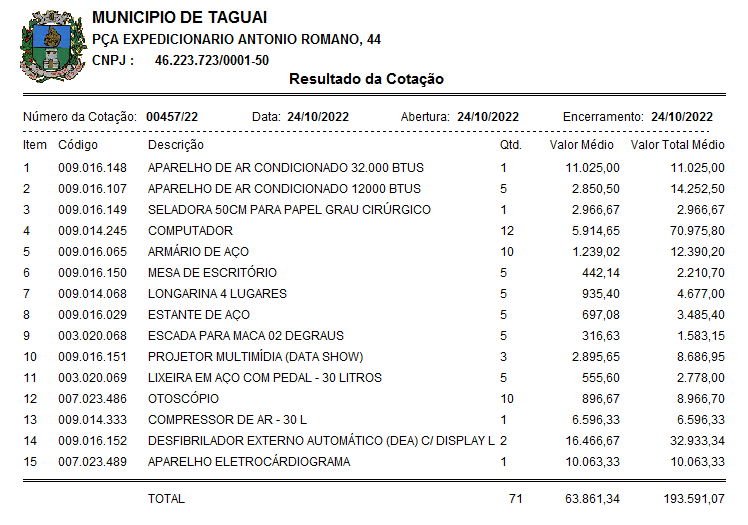 MUNICIPIO DE TAGUAI
PÇA EXPEDICIONARIO ANTONIO ROMANO, 44
CNPJ : 46.223.723/0001-50
Resultado da Cotação
Número da Cotação: 00457/22 Data: 24/10/2022 Abertura: 24/10/2022 Encerramento: 24/10/2022
Item Código Descrição Qtd. Valor Médio Valor Total Médio
1 009.016.148 APARELHO DE AR CONDICIONADO 32.000 BTUS 1 11.025,00 11.025,00
2 009.016.107 APARELHO DE AR CONDICIONADO 12000 BTUS 5 2.850,50 14.252,50
3 009.016.149 SELADORA 50CM PARA PAPEL GRAU CIRÚRGICO 1 2.966,67 2.966,67
4 009.014.245 COMPUTADOR 12 5.914,65 70.975,80
5 009.016.065 ARMÁRIO DE AÇO 10 1.239,02 12.390,20
6 009.016.150 MESA DE ESCRITÓRIO 5 442,14 2.210,70
7 009.014.068 LONGARINA 4 LUGARES 5 935,40 4.677,00
8 009.016.029 ESTANTE DE AÇO 5 697,08 3.485,40
9 003.020.068 ESCADA PARA MACA 02 DEGRAUS 5 316,63 1.583,15
10 009.016.151 PROJETOR MULTIMÍDIA (DATA SHOW) 3 2.895,65 8.686,95
11 003.020.069 LIXEIRA EM AÇO COM PEDAL - 30 LITROS 5 555,60 2.778,00
12 007.023.486 OTOSCÓPIO 10 896,67 8.966,70
13 009.014.333 COMPRESSOR DE AR - 30 L 1 6.596,33 6.596,33
14 009.016.152 DESFIBRILADOR EXTERNO AUTOMÁTICO (DEA) C/ DISPLAY L 2 16.466,67 32.933,34
15 007.023.489 APARELHO ELETROCÁRDIOGRAMA 1 10.063,33 10.063,33
TOTAL 71 63.861,34 193.591,07